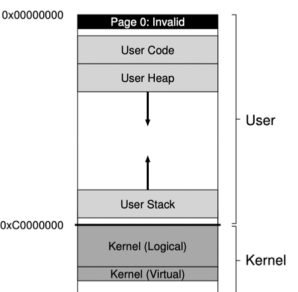 0x00000000
Page 0: Invalid
User Code
User Heap
User
User Stack
0xC0000000
Kernel (Logical)
Kernel
Kernel (Virtual)